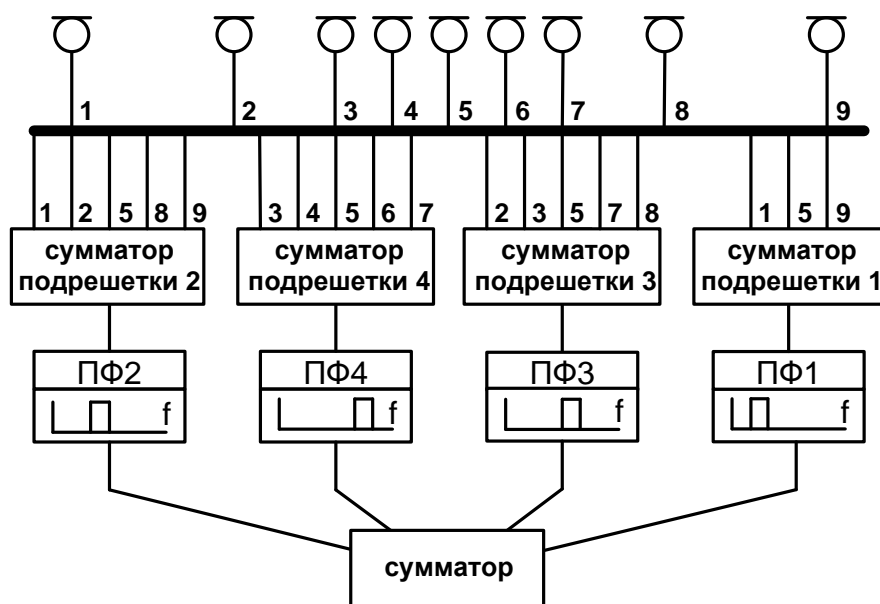 1 2 3 4 5 6 7 8 9
1 2 5 8 9 3 4 5 6 7 2 3 5 7 8 1 5 9
сумматор подрешетки 2
сумматор подрешетки 4
сумматор подрешетки 3
сумматор подрешетки 1
ПФ2 ПФ4 ПФ3 ПФ1
f f f f
сумматор